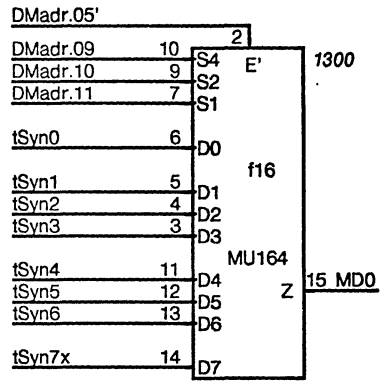 DMadr.05'
2
DMadr.09 10 S4 E' 1300
DMadr.10 9 S2
DMadr.11 7 S1
tSyn0 6 D0
f16
tSyn1 5 D1
tSyn2 4 D2
tSyn3 3 D3
MU164
tSyn4 11 D4
Z 15 MD0
tSyn5 12 D5
tSyn6 13 D6
tSyn7x 14 D7